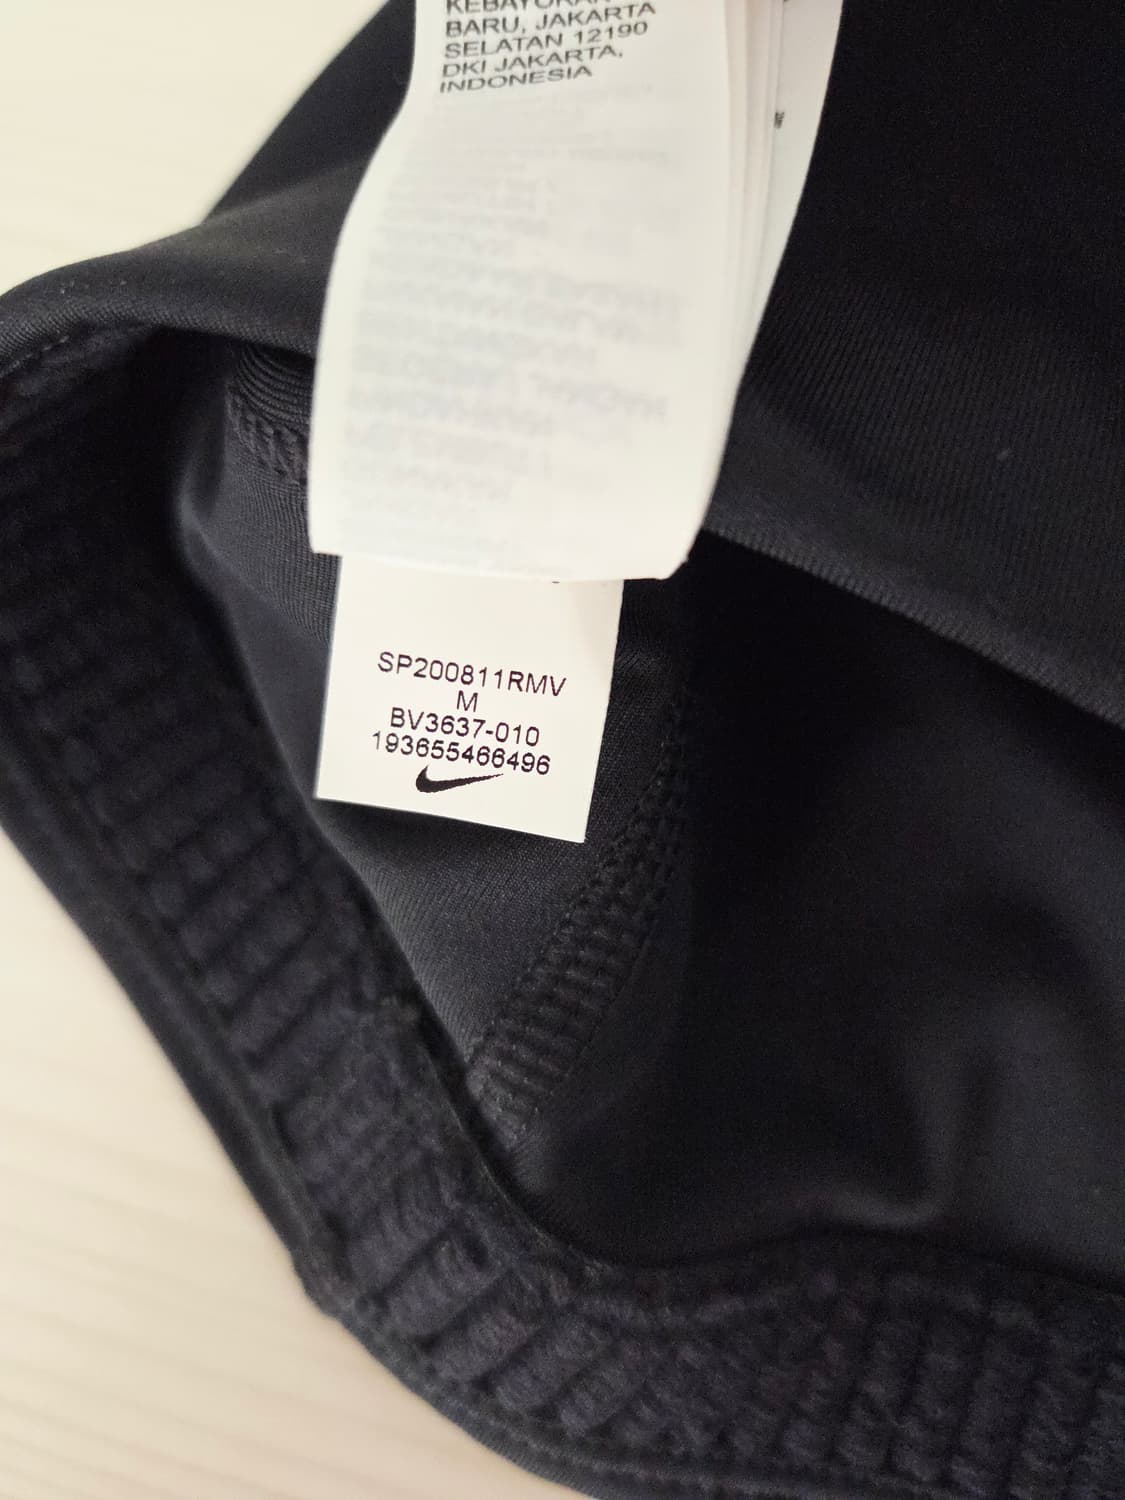 BARU, JAKARTA
SELATAN 12190
DKI JAKARTA,
INDONESIA
SP200811RMV
M
BV3637-010
193655466496